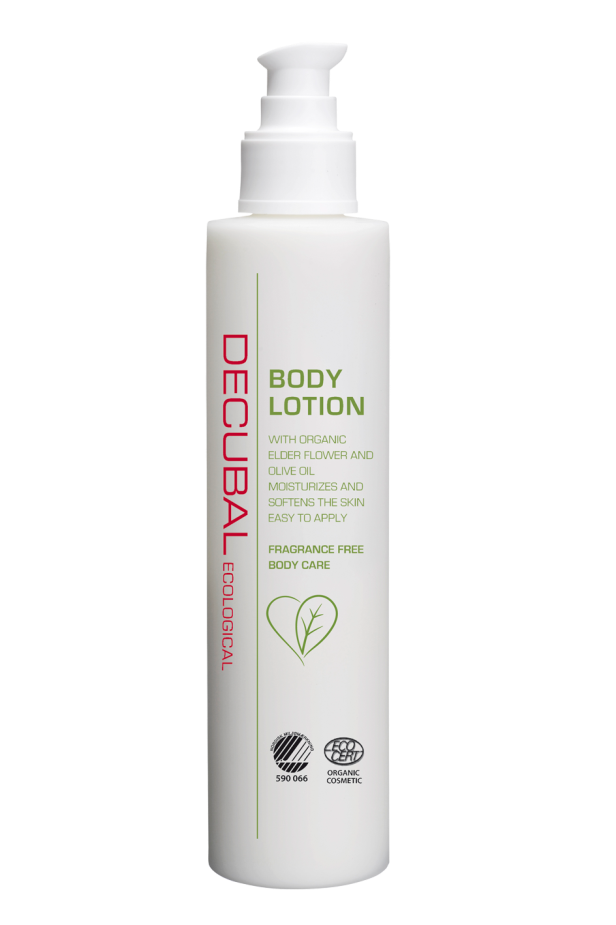 DECUBAL ECOLOGICAL
BODY
LOTION
WITH ORGANIC
ELDER FLOWER AND
OLIVE OIL
MOISTURIZES AND
SOFTENS THE SKIN
EASY TO APPLY
FRAGRANCE FREE
BODY CARE
590 066
ECO
CERT
ORGANIC
COSMETIC